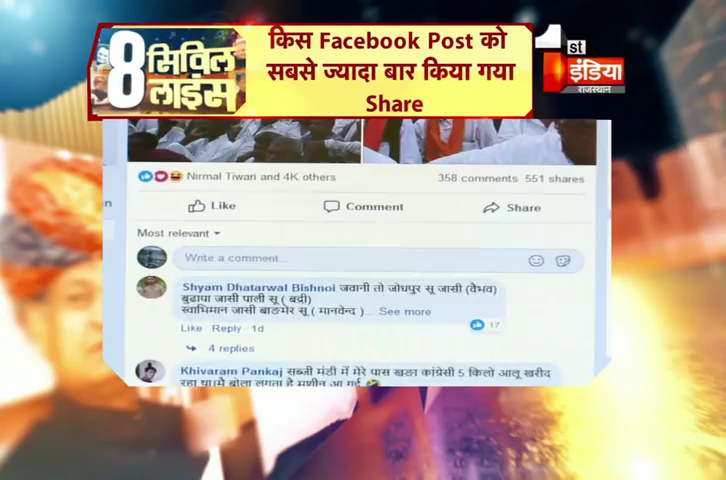 8 सिविल लाइंस
किस Facebook Post को
सबसे ज्यादा बार किया गया
Share
1st
इंडिया
राजस्थान
Nirmal Tiwari and 4K others 358 comments 551 shares
Like Comment Share
Most relevant
Write a comment...
Shyam Dhatarwal Bishnoi जवानी तो जोधपुर सू जासी (वैभव)
बुढापा जासी पाली सू ( बद्री)
स्वाभिमान जासी बाङमेर सू ( मानवेन्द )... See more
17
Like Reply 1d
4 replies
Khivaram Pankaj सब्जी मंडी में मेरे पास खङा कांग्रेसी 5 किलो आलू खरीद
रहा था।मै बोला लगता है मशीन आ गई